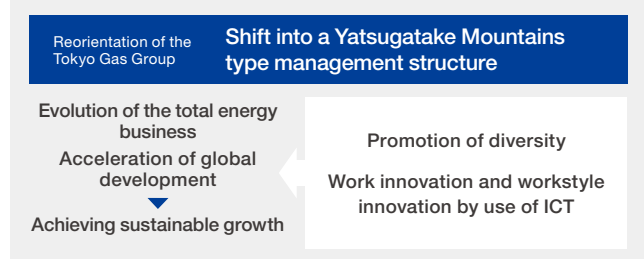 Reorientation of the
Tokyo Gas Group
Shift into a Yatsugatake Mountains
type management structure
Evolution of the total energy
business
Acceleration of global
development
Achieving sustainable growth
Promotion of diversity
Work innovation and workstyle
innovation by use of ICT